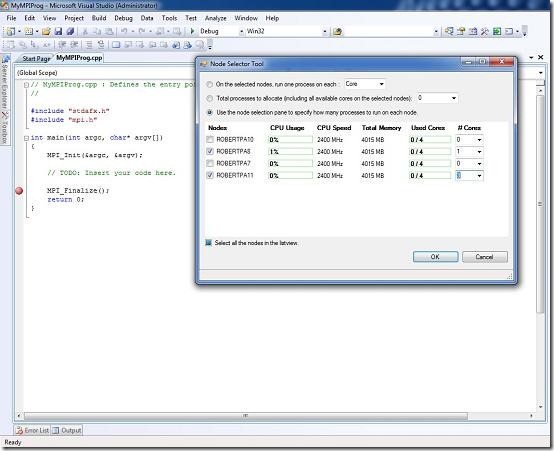 MyMPIProg - Microsoft Visual Studio (Administrator)
File Edit View Project Build Debug Data Tools Test Analyze Window Help
Debug Win32
Start Page MyMPIProg.cpp
(Global Scope)
Server Explorer Toolbox
// MyMPIProg.cpp : Defines the entry po
//
#include "stdafx.h"
#include "mpi.h"
int main(int argc, char* argv[])
{
MPI_Init(&argc, &argv);
// TODO: Insert your code here.
MPI_Finalize();
return 0;
}
Node Selector Tool
On the selected nodes, run one process on each : Core
Total processes to allocate (including all available cores on the selected nodes): 0
Use the node selection pane to specify how many processes to run on each node.
Nodes CPU Usage CPU Speed Total Memory Used Cores # Cores
ROBERTPA10 0% 2400 MHz 4015 MB 0 / 4 0
ROBERTPA8 1% 2400 MHz 4015 MB 0 / 4 1
ROBERTPA7 0% 2400 MHz 4015 MB 0 / 4 0
ROBERTPA11 0% 2400 MHz 4015 MB 0 / 4 3
Select all the nodes in the listview.
OK Cancel
Error List Output
Ready